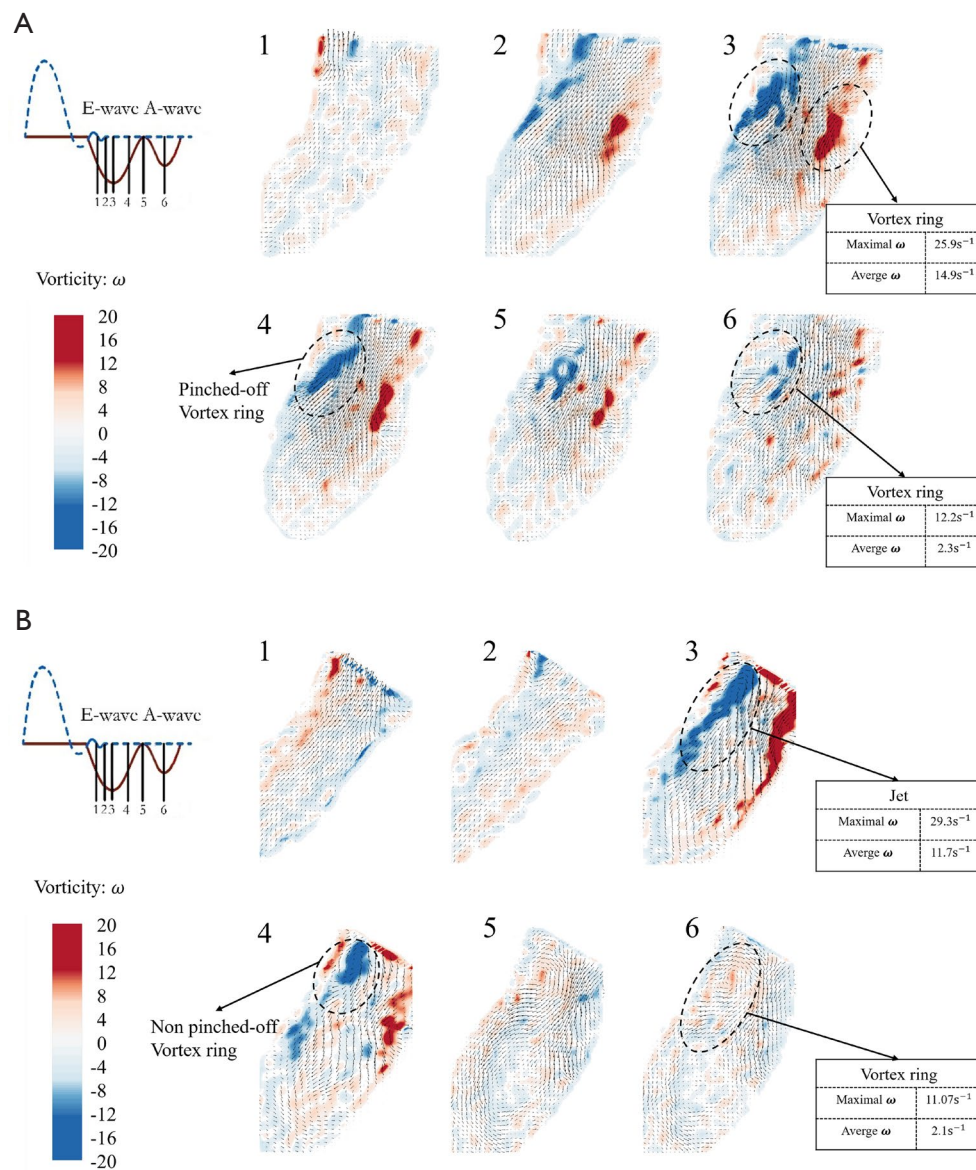 A
E-wavc A-wavc
1 2 3 4 5 6
1
2
3
Vortex ring
Maximal ω 25.9s⁻¹
Averge ω 14.9s⁻¹
Vorticity: ω
20
16
12
8
4
0
-4
-8
-12
-16
-20
4
5
6
Pinched-off
Vortex ring
Vortex ring
Maximal ω 12.2s⁻¹
Averge ω 2.3s⁻¹
B
E-wavc A-wavc
1 2 3 4 5 6
1
2
3
Jet
Maximal ω 29.3s⁻¹
Averge ω 11.7s⁻¹
Vorticity: ω
20
16
12
8
4
0
-4
-8
-12
-16
-20
4
5
6
Non pinched-off
Vortex ring
Vortex ring
Maximal ω 11.07s⁻¹
Averge ω 2.1s⁻¹